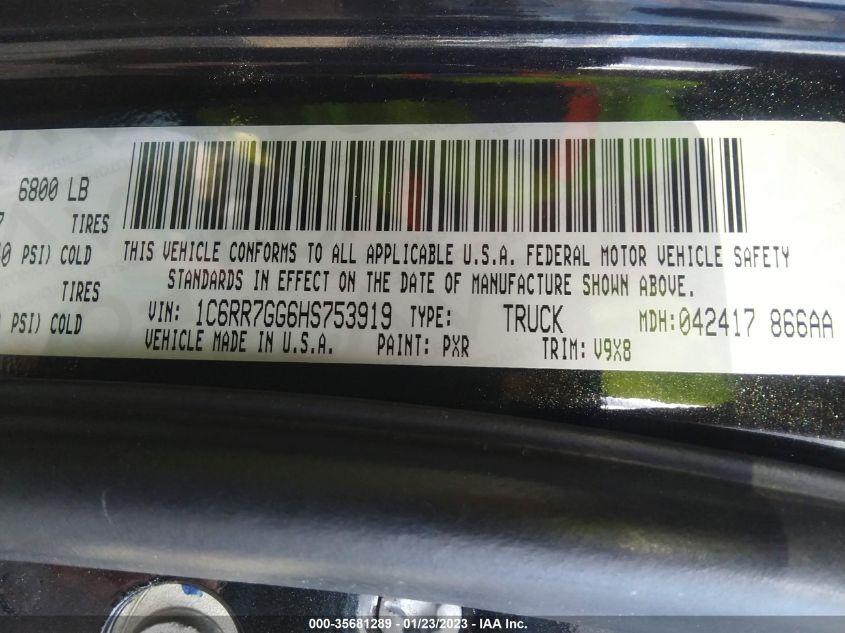 6800 LB
TIRES
PSI) COLD
TIRES
PSI) COLD
THIS VEHICLE CONFORMS TO ALL APPLICABLE U.S.A. FEDERAL MOTOR VEHICLE SAFETY
STANDARDS IN EFFECT ON THE DATE OF MANUFACTURE SHOWN ABOVE.
VIN: 1C6RR7GG6HS753919 TYPE: TRUCK MDH:042417 866AA
VEHICLE MADE IN U.S.A. PAINT: PXR TRIM: V9X8
000-35681289 - 01/23/2023 - IAA Inc.